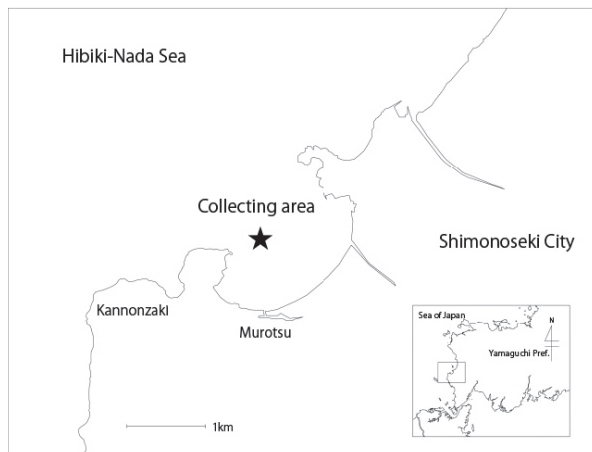 Hibiki-Nada Sea
Collecting area
Shimonoseki City
Kannonzaki
Murotsu
1km
Sea of Japan
N
Yamaguchi Pref.